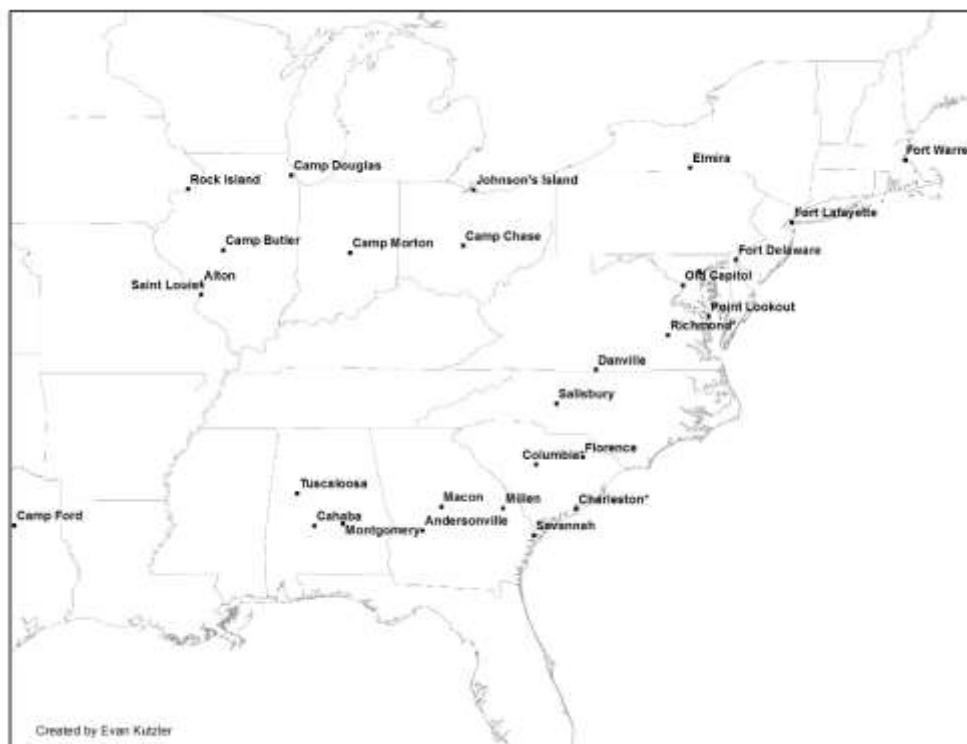 Fort Warre
Elmira
Camp Douglas
Rock Island
Johnson's Island
Fort Lafayette
Camp Butler
Camp Morton
Camp Chase
Fort Delaware
Alton
Saint Louis
Old Capitol
Point Lookout
Richmond*
Danville
Salisbury
Columbia
Florence
Tuscaloosa
Macon
Millen
Charleston*
Camp Ford
Cahaba
Montgomery
Andersonville
Savannah
Created by Evan Kutzler